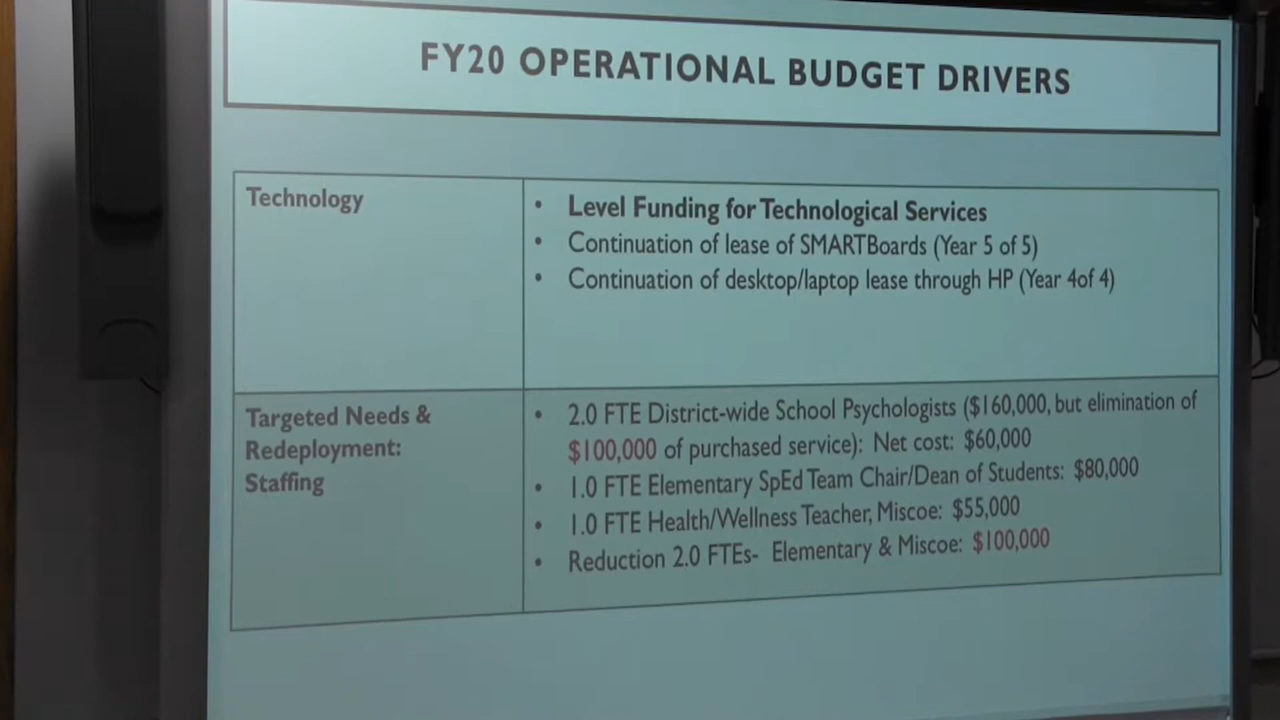 FY20 OPERATIONAL BUDGET DRIVERS
Technology
• Level Funding for Technological Services
• Continuation of lease of SMARTBoards (Year 5 of 5)
• Continuation of desktop/laptop lease through HP (Year 4of 4)
Targeted Needs &
Redeployment:
Staffing
• 2.0 FTE District-wide School Psychologists ($160,000, but elimination of
$100,000 of purchased service): Net cost: $60,000
• 1.0 FTE Elementary SpEd Team Chair/Dean of Students: $80,000
• 1.0 FTE Health/Wellness Teacher, Miscoe: $55,000
• Reduction 2.0 FTEs- Elementary & Miscoe: $100,000